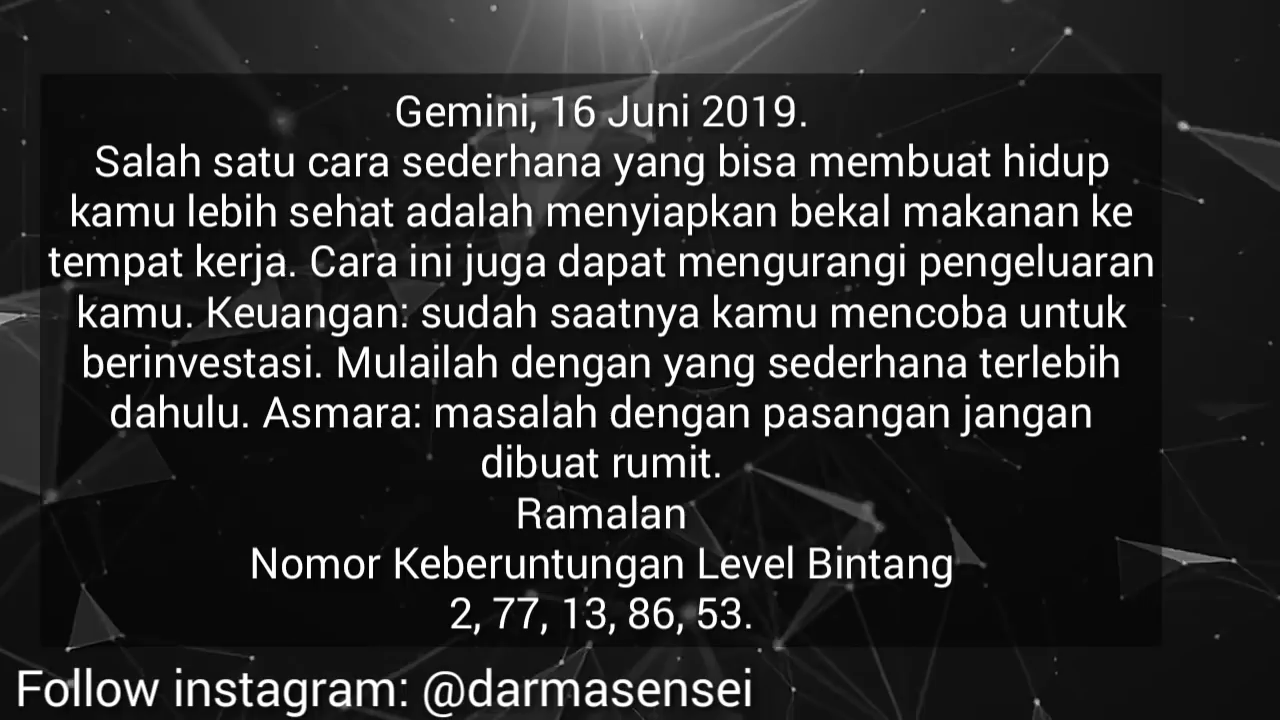 Gemini, 16 Juni 2019.
Salah satu cara sederhana yang bisa membuat hidup
kamu lebih sehat adalah menyiapkan bekal makanan ke
tempat kerja. Cara ini juga dapat mengurangi pengeluaran
kamu. Keuangan: sudah saatnya kamu mencoba untuk
berinvestasi. Mulailah dengan yang sederhana terlebih
dahulu. Asmara: masalah dengan pasangan jangan
dibuat rumit.
Ramalan
Nomor Keberuntungan Level Bintang
2, 77, 13, 86, 53.
Follow instagram: @darmasensei